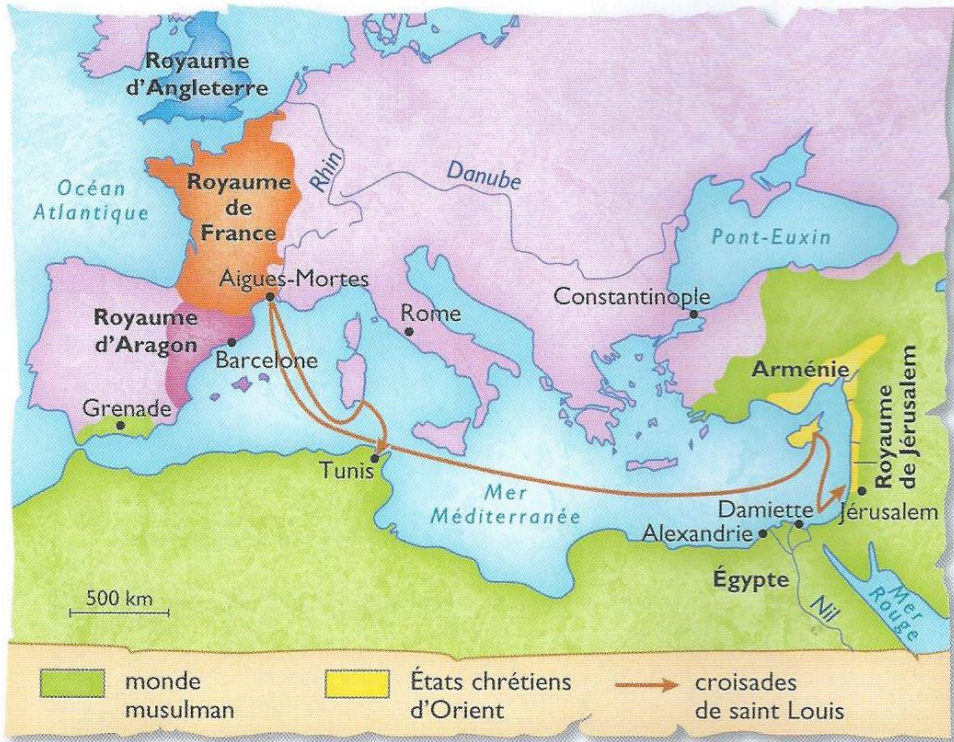 Royaume
d'Angleterre
Océan
Atlantique
Royaume
de
France
Rhin
Danube
Pont-Euxin
Aigues-Mortes
Constantinople
Rome
Royaume
d'Aragon
Barcelone
Arménie
Grenade
Royaume
de Jérusalem
Tunis
Mer
Méditerranée
Damiette
Jérusalem
Alexandrie
Égypte
Nil
Mer
Rouge
500 km
monde
musulman
États chrétiens
d'Orient
croisades
de saint Louis